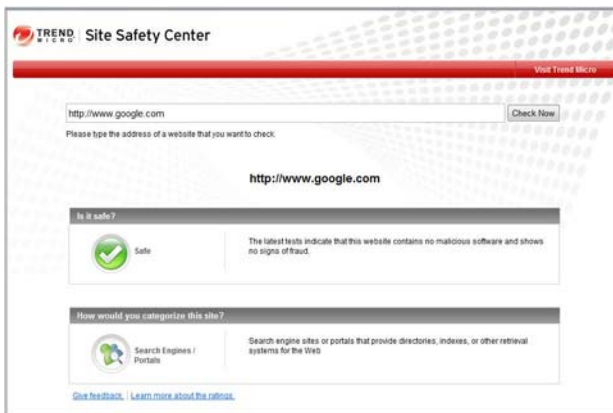 TREND MICRO Site Safety Center
Visit Trend Micro
http://www.google.com Check Now
Please type the address of a website that you want to check.
http://www.google.com
Is it safe?
Safe
The latest tests indicate that this website contains no malicious software and shows
no signs of fraud.
How would you categorize this site?
Search Engines /
Portals
Search engine sites or portals that provide directories, indexes, or other retrieval
systems for the Web
Give feedback. | Learn more about the ratings.